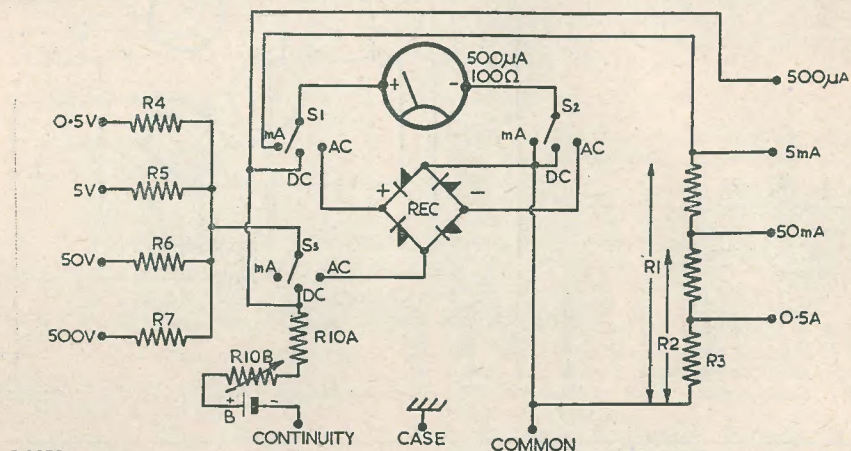 500µA
100Ω
+
-
500µA
R4
S1
S2
0·5V
mA
AC
mA
AC
5mA
DC
DC
R5
+
-
5V
REC
R6
S3
50mA
50V
mA
AC
R1
DC
R7
R10A
0·5A
500V
R2
R3
R10B
+
-
B
CONTINUITY
CASE
COMMON